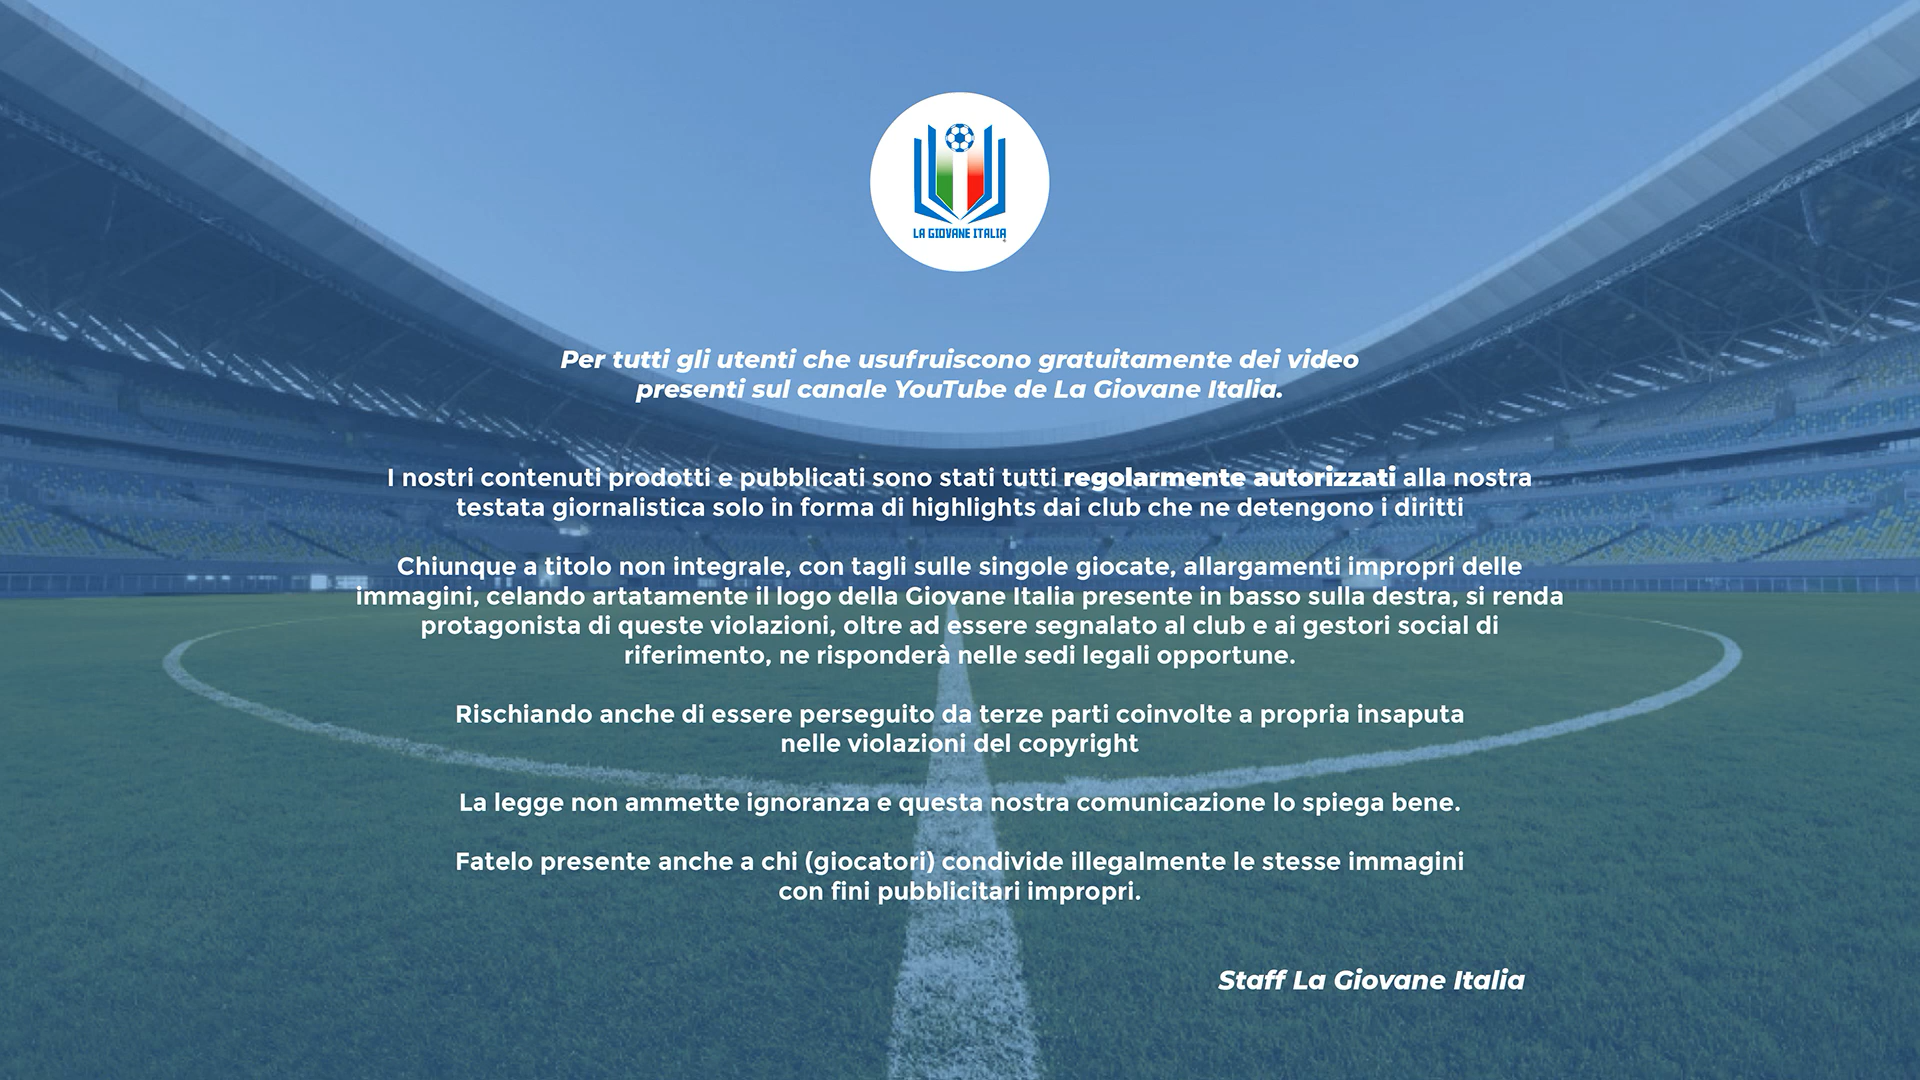 LA GIOVANE ITALIA
Per tutti gli utenti che usufruiscono gratuitamente dei video
presenti sul canale YouTube de La Giovane Italia.
I nostri contenuti prodotti e pubblicati sono stati tutti regolarmente autorizzati alla nostra
testata giornalistica solo in forma di highlights dai club che ne detengono i diritti
Chiunque a titolo non integrale, con tagli sulle singole giocate, allargamenti impropri delle
immagini, celando artatamente il logo della Giovane Italia presente in basso sulla destra, si renda
protagonista di queste violazioni, oltre ad essere segnalato al club e ai gestori social di
riferimento, ne risponderà nelle sedi legali opportune.
Rischiando anche di essere perseguito da terze parti coinvolte a propria insaputa
nelle violazioni del copyright
La legge non ammette ignoranza e questa nostra comunicazione lo spiega bene.
Fatelo presente anche a chi (giocatori) condivide illegalmente le stesse immagini
con fini pubblicitari impropri.
Staff La Giovane Italia